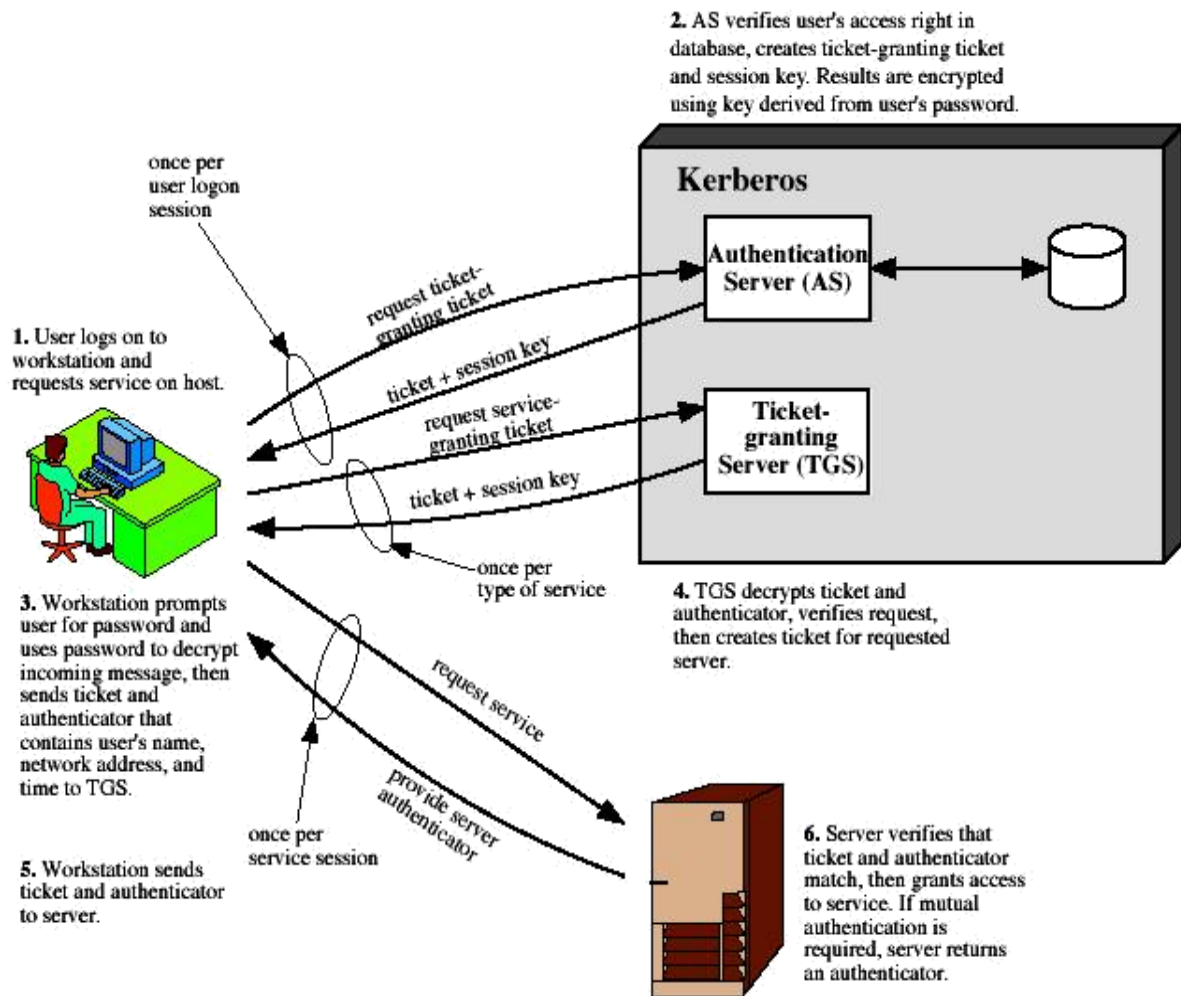 2. AS verifies user's access right in
database, creates ticket-granting ticket
and session key. Results are encrypted
using key derived from user's password.
once per
user logon
session
Kerberos
Authentication
Server (AS)
request ticket-
granting ticket
1. User logs on to
workstation and
requests service on host.
ticket + session key
request service-
granting ticket
Ticket-
granting
Server (TGS)
ticket + session key
once per
type of service
3. Workstation prompts
user for password and
uses password to decrypt
incoming message, then
sends ticket and
authenticator that
contains user's name,
network address, and
time to TGS.
4. TGS decrypts ticket and
authenticator, verifies request,
then creates ticket for requested
server.
request service
provide server
authenticator
once per
service session
5. Workstation sends
ticket and authenticator
to server.
6. Server verifies that
ticket and authenticator
match, then grants access
to service. If mutual
authentication is
required, server returns
an authenticator.